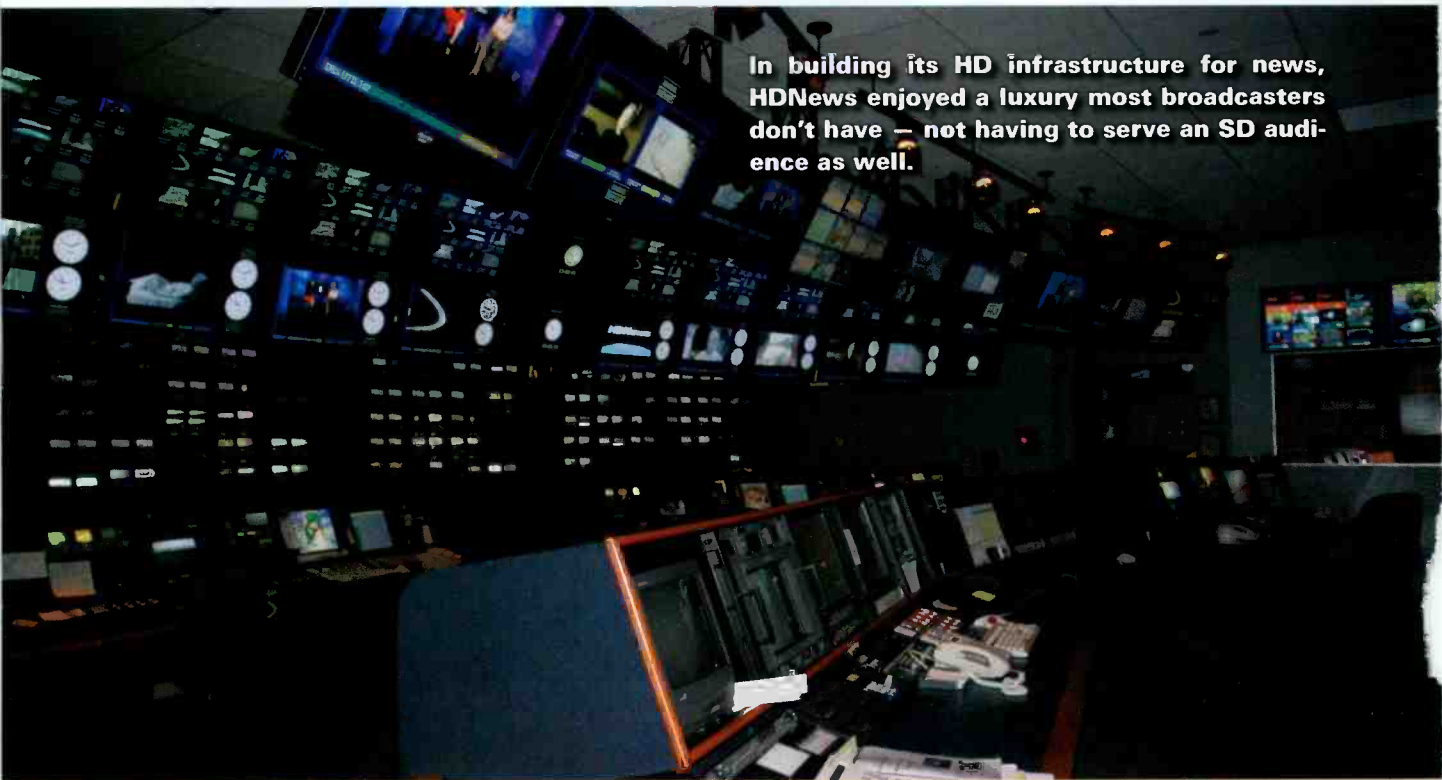 In building its HD infrastructure for news,
HDNews enjoyed a luxury most broadcasters
don't have — not having to serve an SD audi-
ence as well.
HDNews